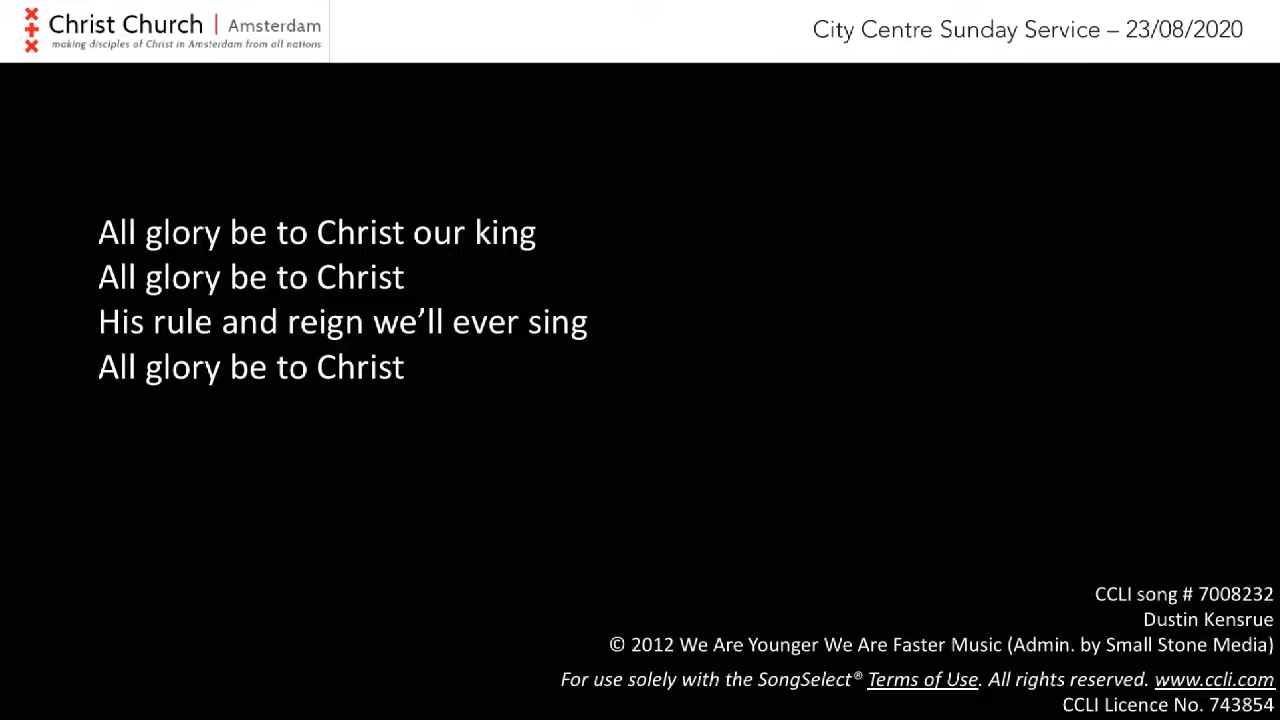 Christ Church | Amsterdam
making disciples of Christ in Amsterdam from all nations
City Centre Sunday Service – 23/08/2020
All glory be to Christ our king
All glory be to Christ
His rule and reign we’ll ever sing
All glory be to Christ
CCLI song # 7008232
Dustin Kensrue
© 2012 We Are Younger We Are Faster Music (Admin. by Small Stone Media)
For use solely with the SongSelect® Terms of Use. All rights reserved. www.ccli.com
CCLI Licence No. 743854